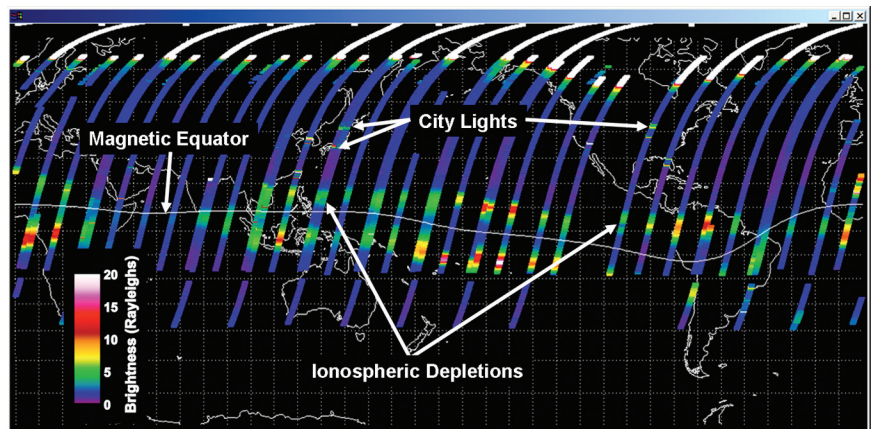 City Lights
Magnetic Equator
20
15
10
5
0
Brightness (Rayleighs)
Ionospheric Depletions